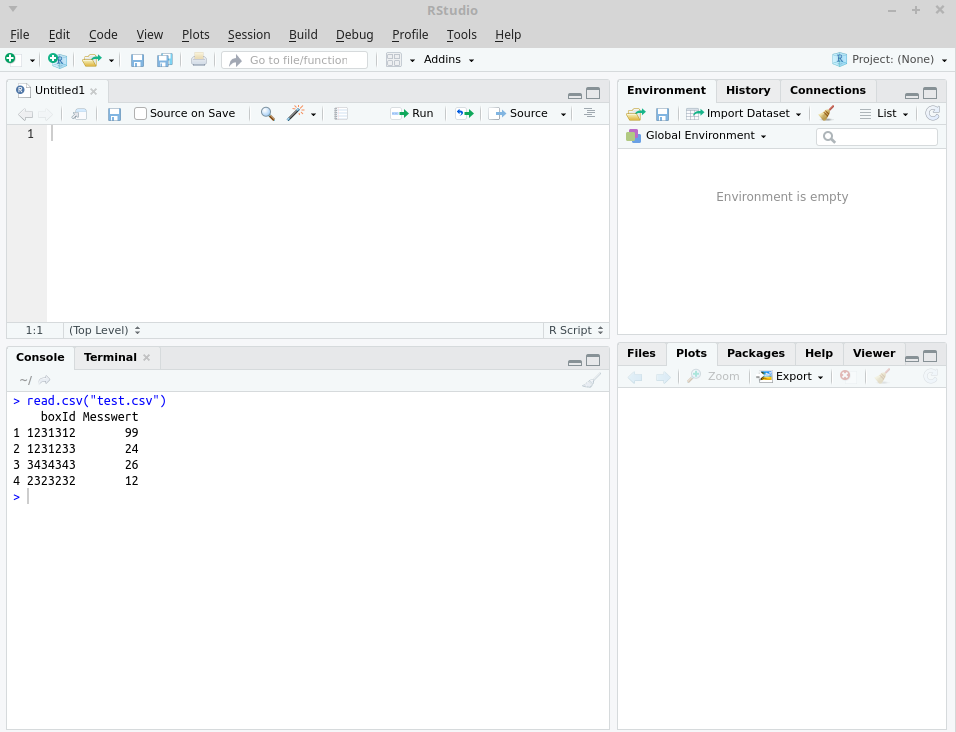 RStudio
File Edit Code View Plots Session Build Debug Profile Tools Help
Go to file/function Addins Project: (None)
Untitled1
Source on Save Run Source
1
1:1 (Top Level) R Script
Console Terminal
~/
> read.csv("test.csv")
boxId Messwert
1 1231312 99
2 1231233 24
3 3434343 26
4 2323232 12
>
Environment History Connections
Import Dataset List
Global Environment
Environment is empty
Files Plots Packages Help Viewer
Zoom Export